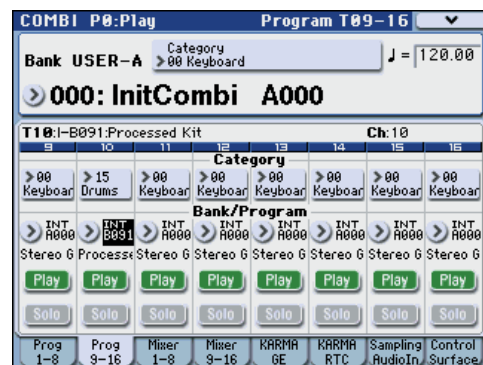 COMBI P0:Play Program T09-16
Bank USER-A Category >00 Keyboard ♩= 120.00
000: InitCombi A000
T10:I-B091:Processed Kit Ch:10
9 10 11 12 13 14 15 16
Category
>00 >15 >00 >00 >00 >00 >00 >00
Keyboar Drums Keyboar Keyboar Keyboar Keyboar Keyboar Keyboar
Bank/Program
INT INT INT INT INT INT INT INT
A000 B091 A000 A000 A000 A000 A000 A000
Stereo G Processe Stereo G Stereo G Stereo G Stereo G Stereo G Stereo G
Play Play Play Play Play Play Play Play
Solo Solo Solo Solo Solo Solo Solo Solo
Prog Prog Mixer Mixer KARMA KARMA Sampling Control
1-8 9-16 1-8 9-16 GE RTC AudioIn Surface